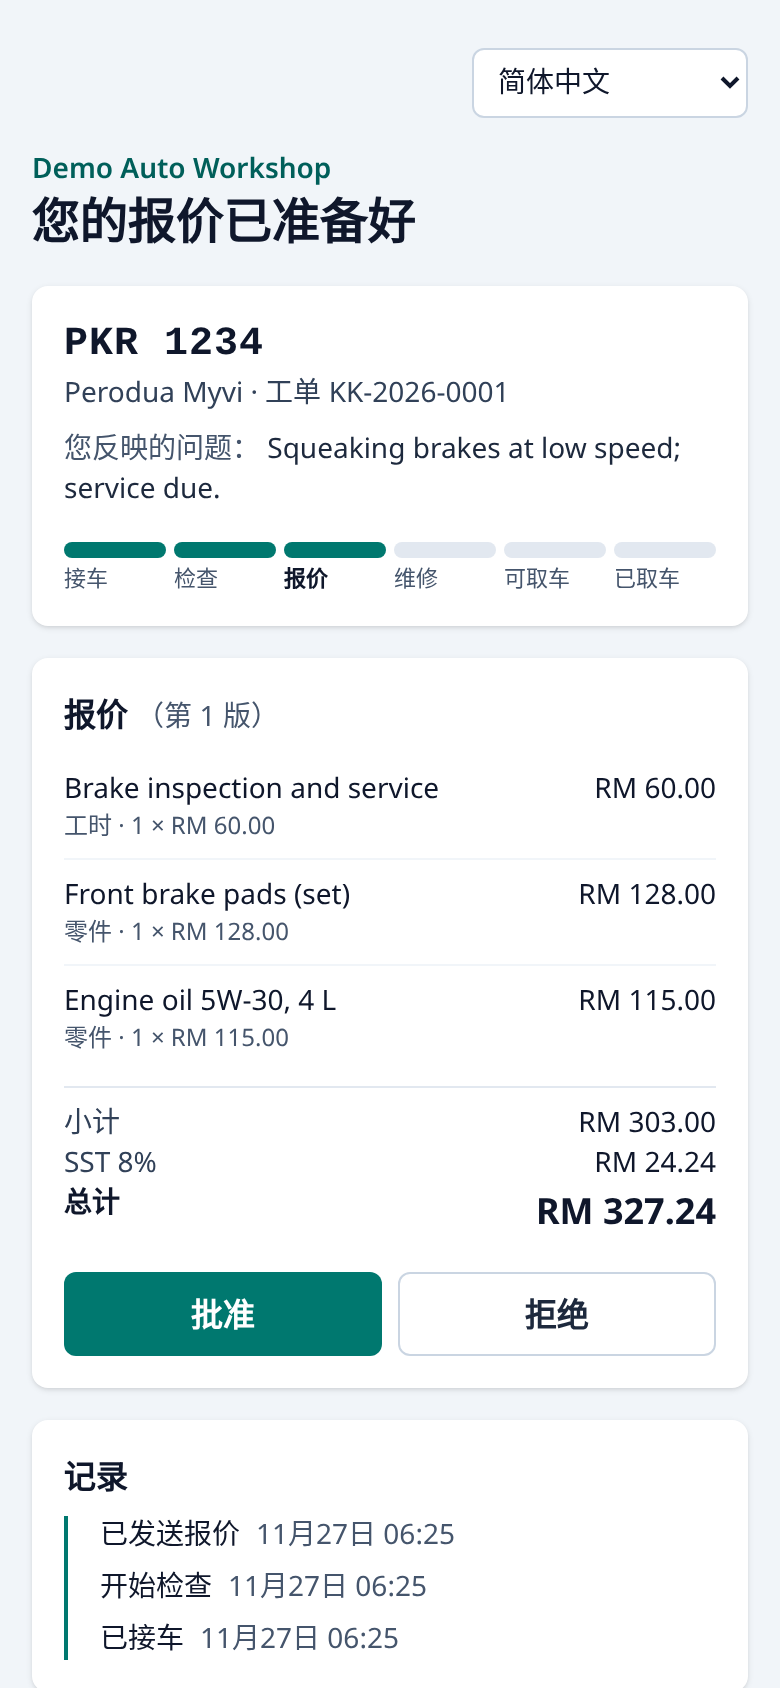 简体中文
Demo Auto Workshop
您的报价已准备好
PKR 1234
Perodua Myvi · 工单 KK-2026-0001
您反映的问题： Squeaking brakes at low speed;
service due.
接车 检查 报价 维修 可取车 已取车
报价 （第 1 版）
Brake inspection and service RM 60.00
工时 · 1 × RM 60.00
Front brake pads (set) RM 128.00
零件 · 1 × RM 128.00
Engine oil 5W-30, 4 L RM 115.00
零件 · 1 × RM 115.00
小计 RM 303.00
SST 8% RM 24.24
总计 RM 327.24
批准 拒绝
记录
已发送报价 11月27日 06:25
开始检查 11月27日 06:25
已接车 11月27日 06:25